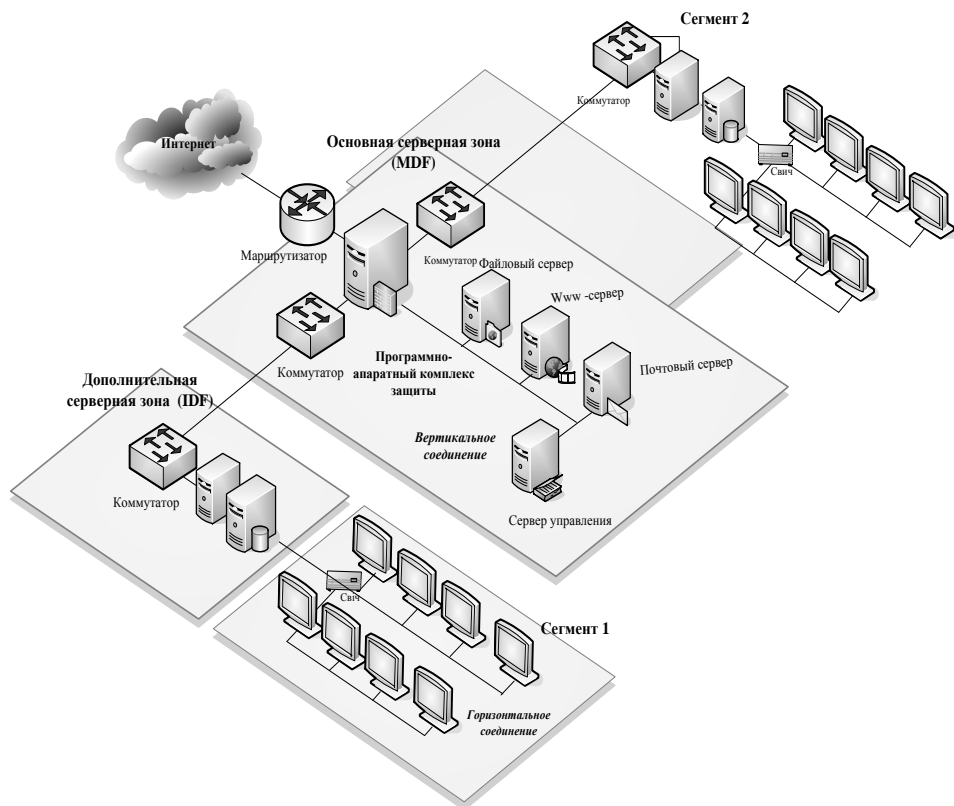 Сегмент 2
Коммутатор
Интернет
Основная серверная зона
(MDF)
Свич
Маршрутизатор
Коммутатор
Файловый сервер
Www -сервер
Коммутатор
Программно-
апаратный комплекс
защиты
Почтовый сервер
Дополнительная
серверная зона (IDF)
Вертикальное
соединение
Коммутатор
Сервер управления
Свіч
Сегмент 1
Горизонтальное
соединение